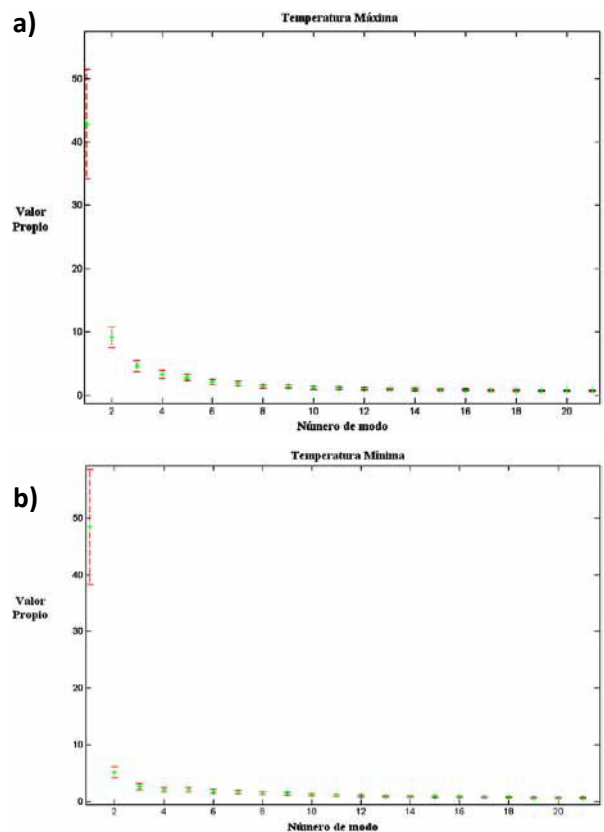 a)
Temperatura Máxima
50
40
30
Valor
Propio
20
10
0
2 4 6 8 10 12 14 16 18 20
Número de modo
Temperatura Mínima
b)
50
40
Valor
Propio
30
20
10
0
2 4 6 8 10 12 14 16 18 20
Número de modo